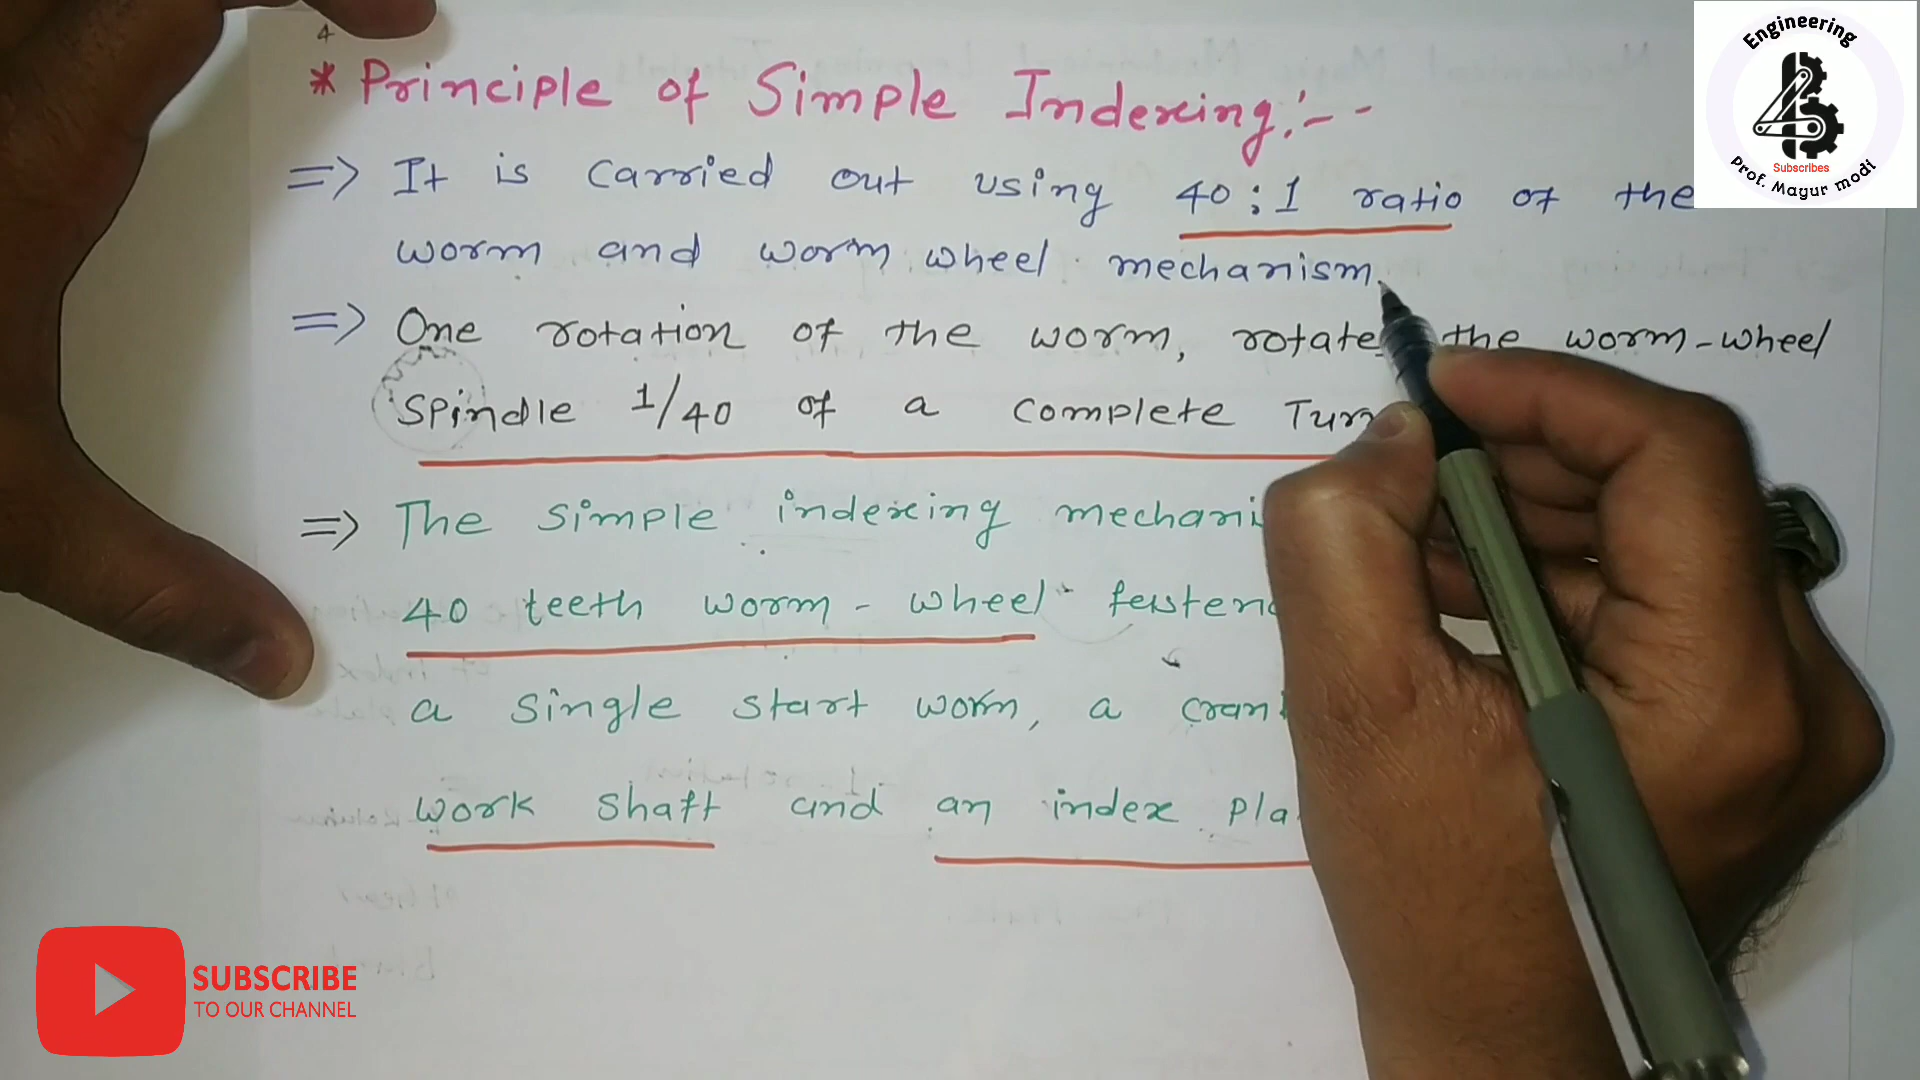 * Principle of Simple Indexing:--
=> It is carried out using 40:1 ratio of the
worm and worm wheel mechanism.
=> One rotation of the worm, rotate the worm-wheel
spindle 1/40 of a complete Turn
=> The simple indexing
40 teeth worm-wheel
a single start worm, a
work shaft and an index
Engineering
Subscribes
Prof. Mayur modi
SUBSCRIBE
TO OUR CHANNEL